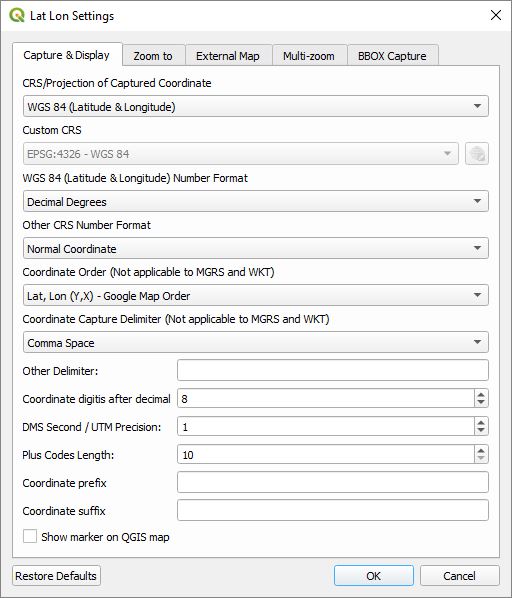 Lat Lon Settings
Capture & Display
Zoom to
External Map
Multi-zoom
BBOX Capture
CRS/Projection of Captured Coordinate
WGS 84 (Latitude & Longitude)
Custom CRS
EPSG:4326 - WGS 84
WGS 84 (Latitude & Longitude) Number Format
Decimal Degrees
Other CRS Number Format
Normal Coordinate
Coordinate Order (Not applicable to MGRS and WKT)
Lat, Lon (Y,X) - Google Map Order
Coordinate Capture Delimiter (Not applicable to MGRS and WKT)
Comma Space
Other Delimiter:
Coordinate digitis after decimal 8
DMS Second / UTM Precision: 1
Plus Codes Length: 10
Coordinate prefix
Coordinate suffix
Show marker on QGIS map
Restore Defaults OK Cancel